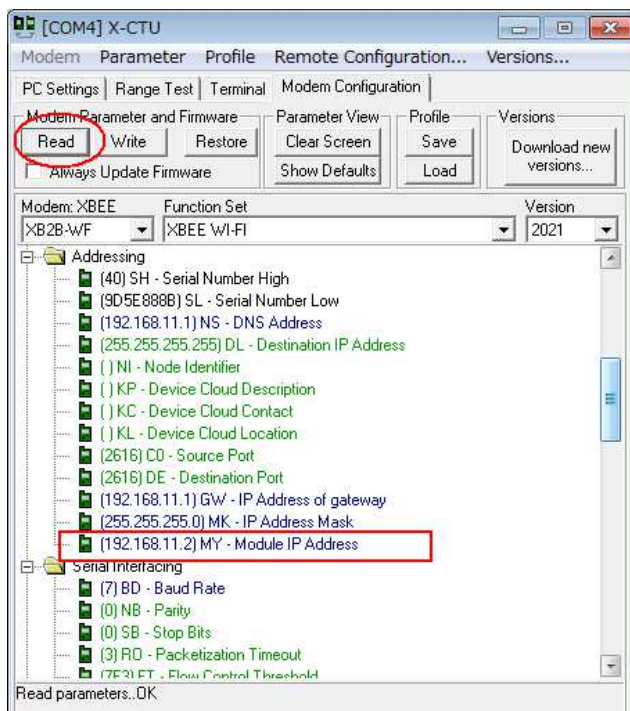 [COM4] X-CTU
Modem Parameter Profile Remote Configuration... Versions...
PC Settings Range Test Terminal Modem Configuration
Modem Parameter and Firmware Parameter View Profile Versions
Read Write Restore Clear Screen Save Download new versions...
Always Update Firmware Show Defaults Load
Modem: XBEE Function Set Version
XB2B-WF XBEE WI-FI 2021
Addressing
(40) SH - Serial Number High
(9D5E888B) SL - Serial Number Low
(192.168.11.1) NS - DNS Address
(255.255.255.255) DL - Destination IP Address
( ) NI - Node Identifier
( ) KP - Device Cloud Description
( ) KC - Device Cloud Contact
( ) KL - Device Cloud Location
(2616) C0 - Source Port
(2616) DE - Destination Port
(192.168.11.1) GW - IP Address of gateway
(255.255.255.0) MK - IP Address Mask
(192.168.11.2) MY - Module IP Address
Serial Interfacing
(7) BD - Baud Rate
(0) NB - Parity
(0) SB - Stop Bits
(3) RO - Packetization Timeout
(7F3) FT - Flow Control Threshold
Read parameters..OK